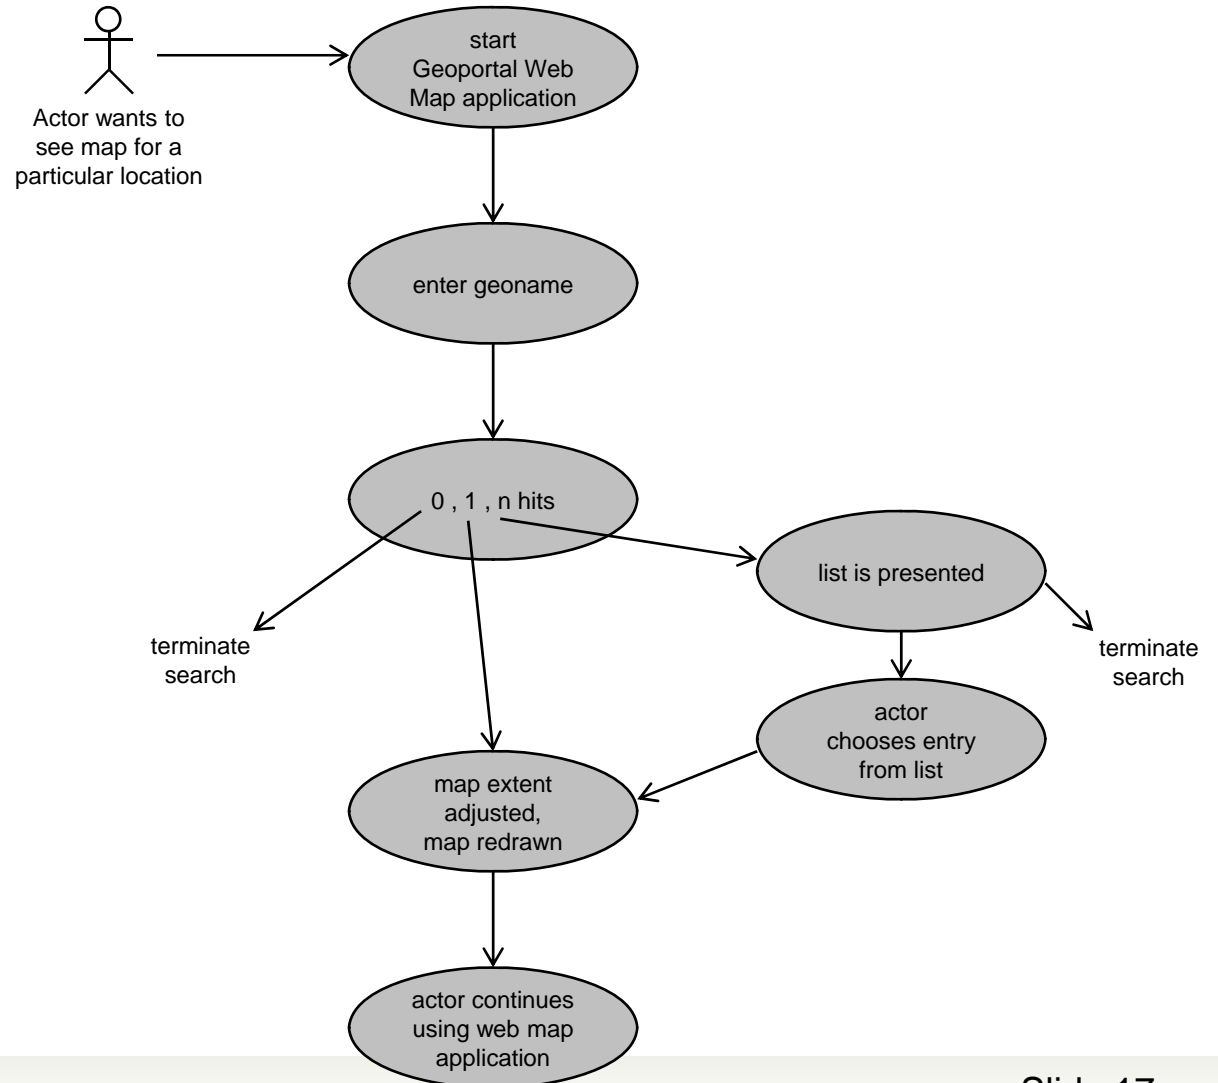 start
Geoportal Web
Map application
Actor wants to
see map for a
particular location
enter geoname
0 , 1 , n hits
list is presented
terminate
search
terminate
search
actor
chooses entry
from list
map extent
adjusted,
map redrawn
actor continues
using web map
application
Slide 17